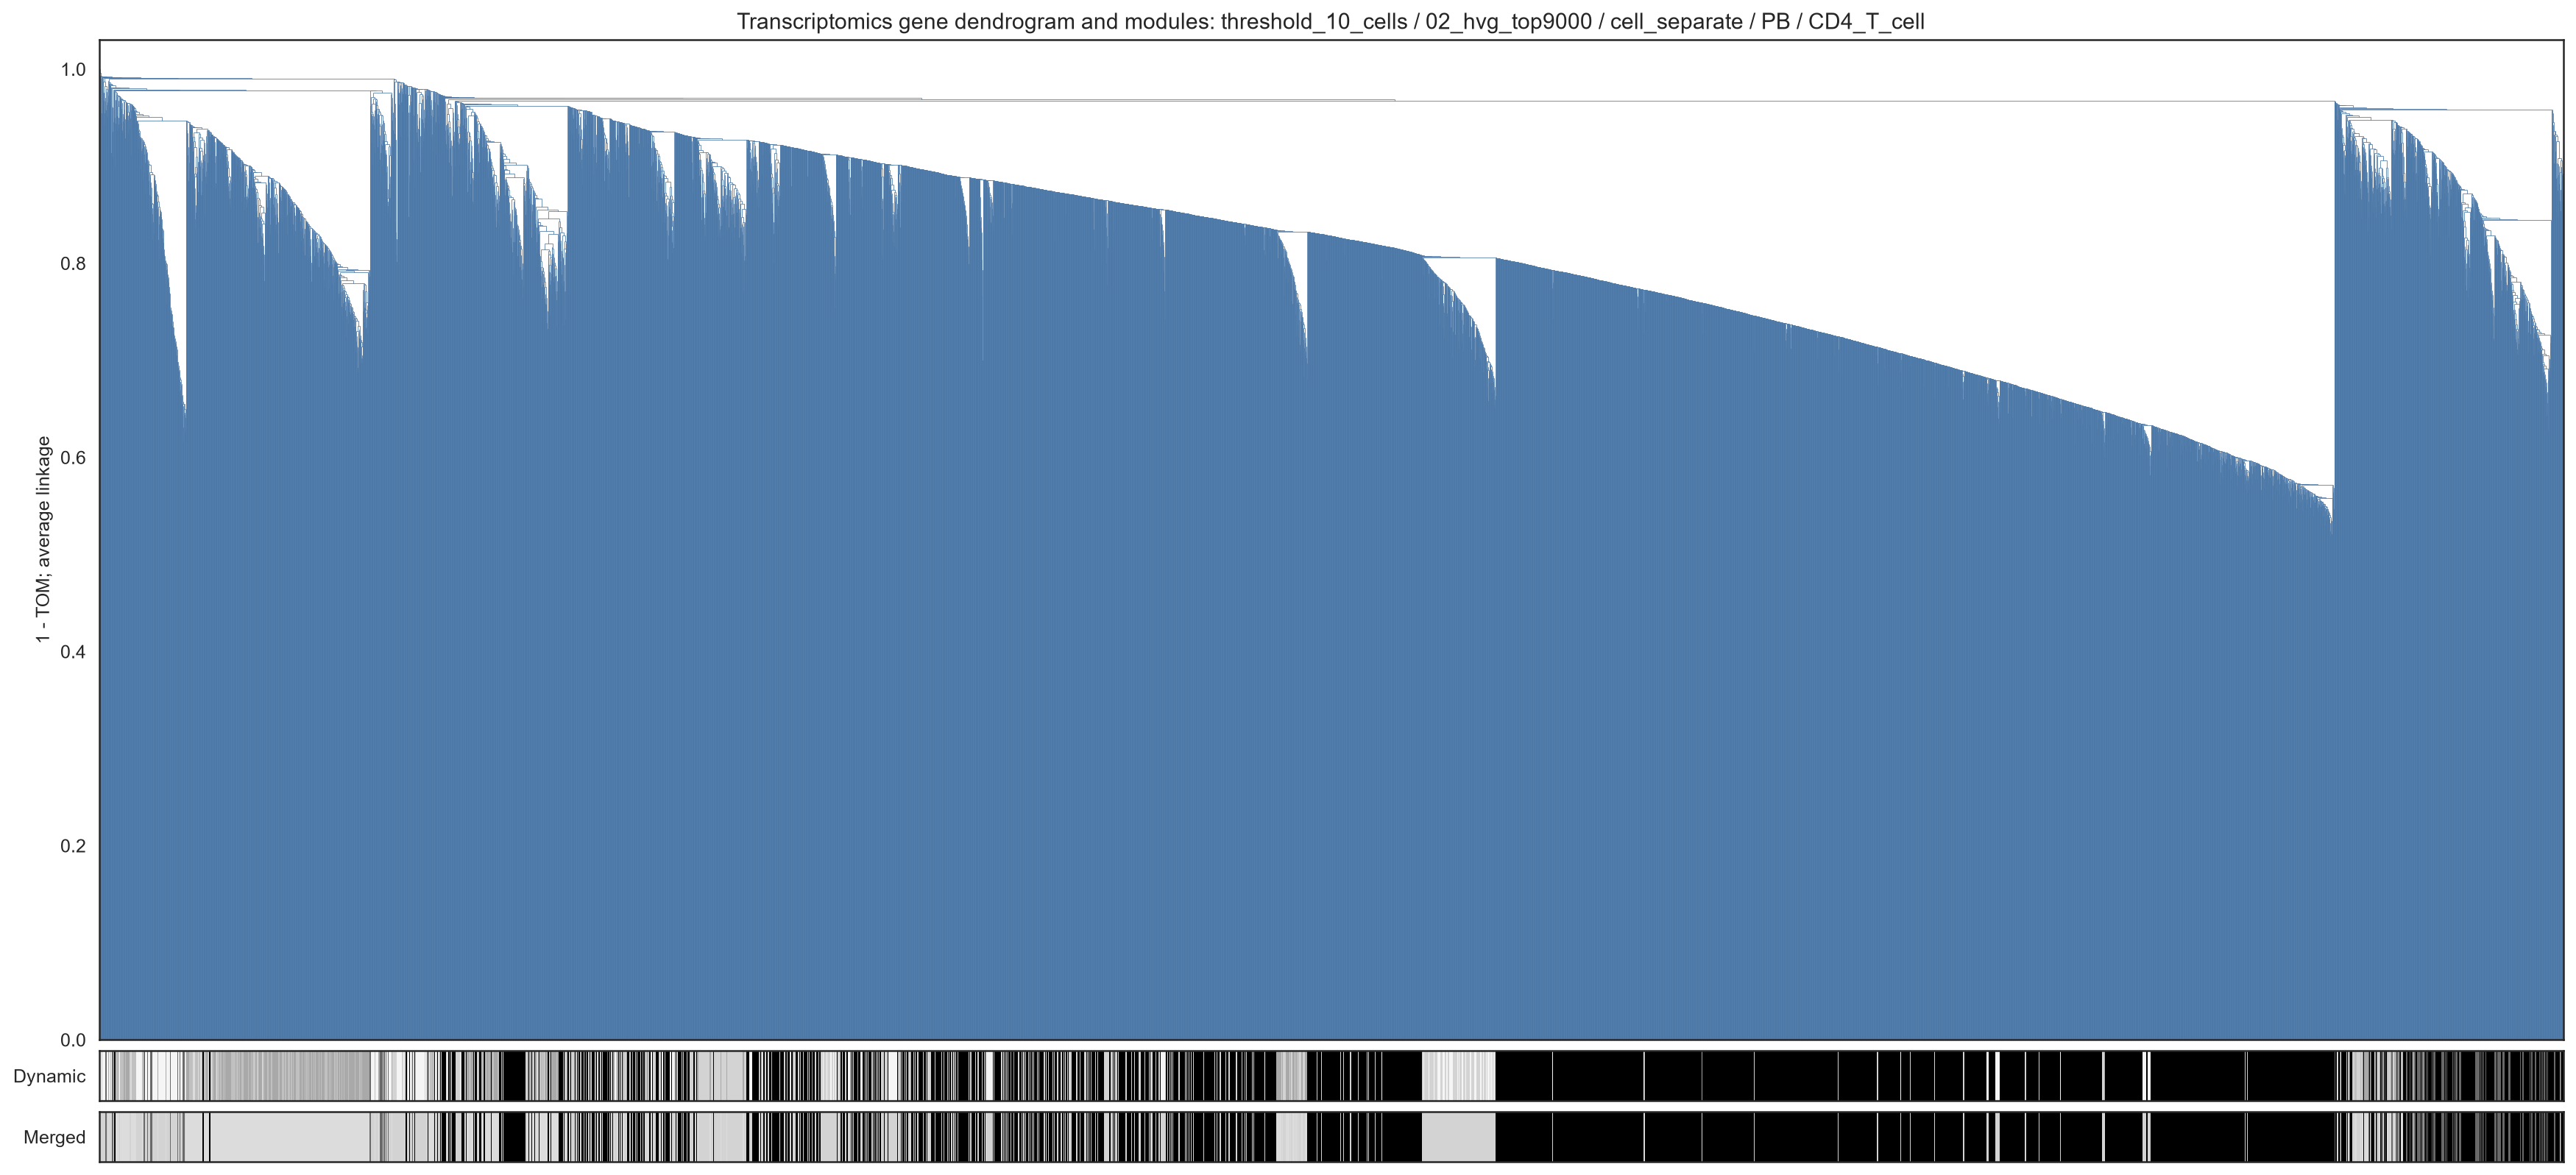 Transcriptomics gene dendrogram and modules: threshold_10_cells / 02_hvg_top9000 / cell_separate / PB / CD4_T_cell
1.0
0.8
0.6
0.4
0.2
0.0
1 - TOM; average linkage
Dynamic
Merged